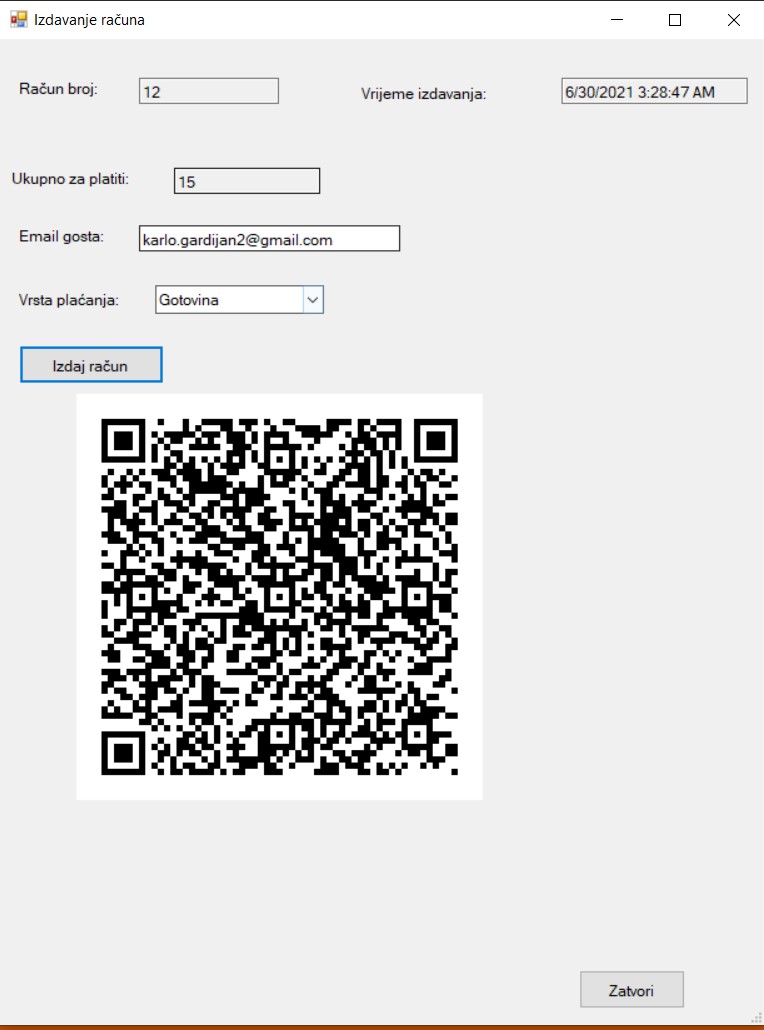 Izdavanje računa
Račun broj: 12 Vrijeme izdavanja: 6/30/2021 3:28:47 AM
Ukupno za platiti: 15
Email gosta: karlo.gardijan2@gmail.com
Vrsta plaćanja: Gotovina
Izdaj račun
Zatvori